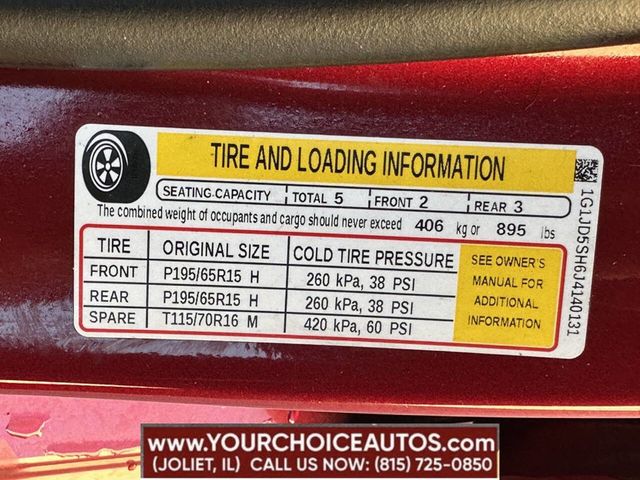 TIRE AND LOADING INFORMATION
SEATING CAPACITY TOTAL 5 FRONT 2 REAR 3
The combined weight of occupants and cargo should never exceed 406 kg or 895 lbs
TIRE ORIGINAL SIZE COLD TIRE PRESSURE
FRONT P195/65R15 H 260 kPa, 38 PSI
REAR P195/65R15 H 260 kPa, 38 PSI
SPARE T115/70R16 M 420 kPa, 60 PSI
SEE OWNER'S
MANUAL FOR
ADDITIONAL
INFORMATION
1G1JD5SH6J4140131
WWW.YOURCHOICEAUTOS.COM
(JOLIET, IL) CALL US NOW: (815) 725-0850